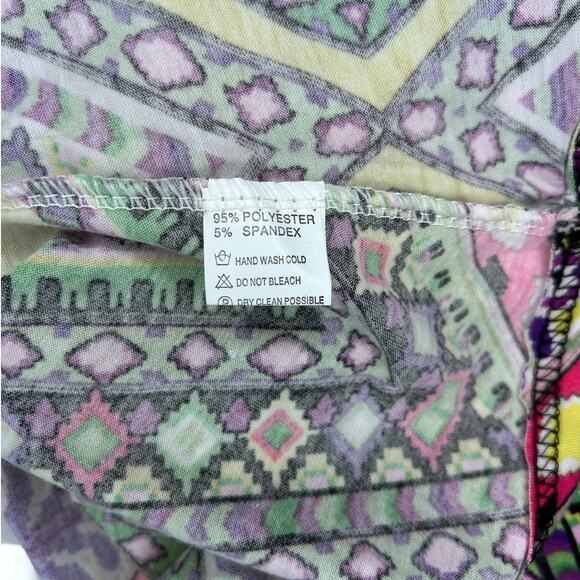 95% POLYESTER
5% SPANDEX
HAND WASH COLD
DO NOT BLEACH
P DRY CLEAN POSSIBLE